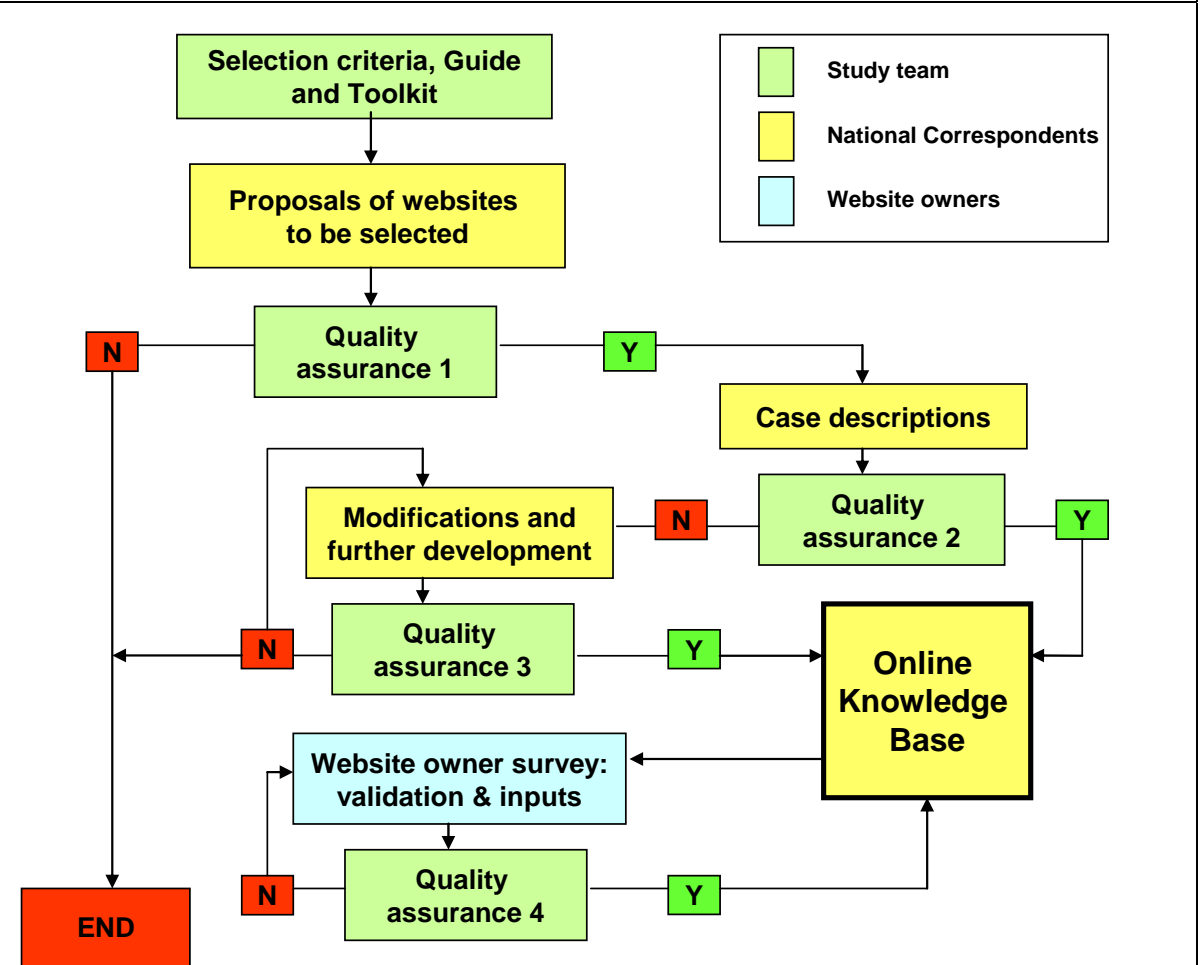 Selection criteria, Guide
and Toolkit
Study team
National Correspondents
Website owners
Proposals of websites
to be selected
N
Quality
assurance 1
Y
Case descriptions
Modifications and
further development
N
Quality
assurance 2
Y
N
Quality
assurance 3
Y
Online
Knowledge
Base
Website owner survey:
validation & inputs
N
Quality
assurance 4
Y
END